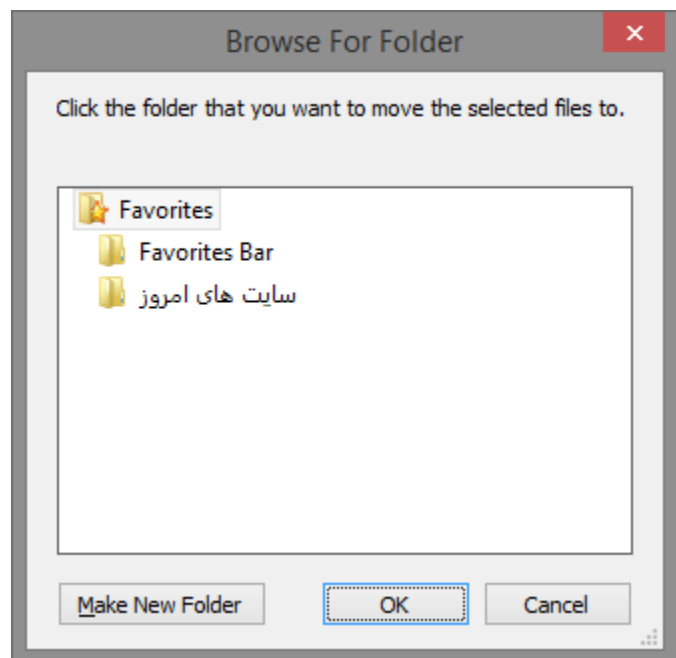 Browse For Folder
Click the folder that you want to move the selected files to.
Favorites
Favorites Bar
سایت های امروز
Make New Folder
OK
Cancel